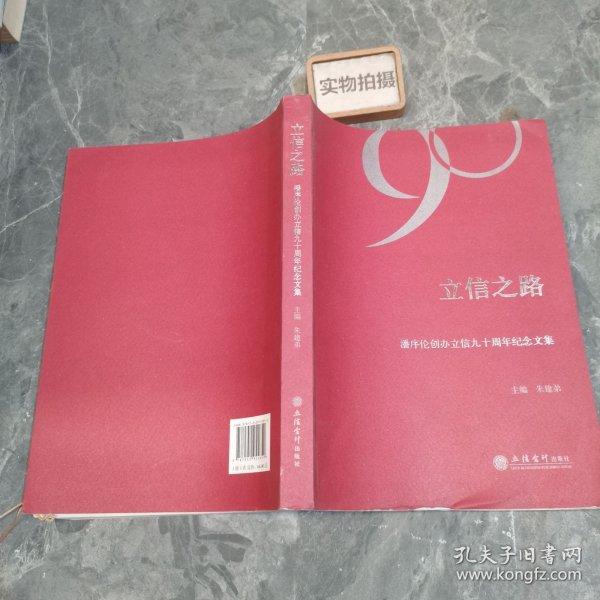 实物拍摄
立信之路
潘序伦创办立信九十周年纪念文集
主编 朱建弟
立信会计出版社
90
立信之路
潘序伦创办立信九十周年纪念文集
主编 朱建弟
立信会计出版社
孔夫子旧书网
www.kongfz.com